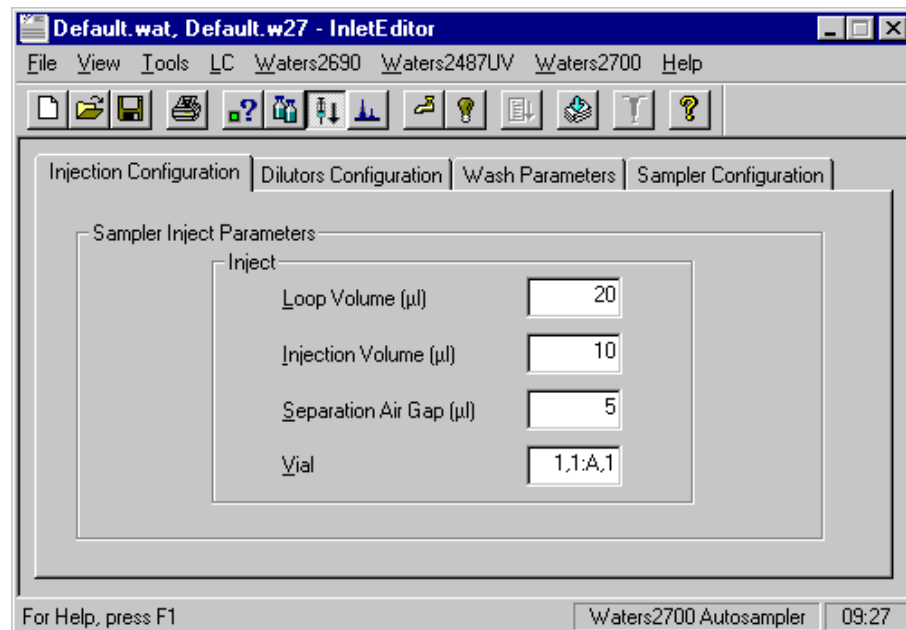 Default.wat, Default.w27 - InletEditor
File View Tools LC Waters2690 Waters2487UV Waters2700 Help
Injection Configuration Dilutors Configuration Wash Parameters Sampler Configuration
Sampler Inject Parameters
Inject
Loop Volume (µl) 20
Injection Volume (µl) 10
Separation Air Gap (µl) 5
Vial 1,1:A,1
For Help, press F1 Waters2700 Autosampler 09:27